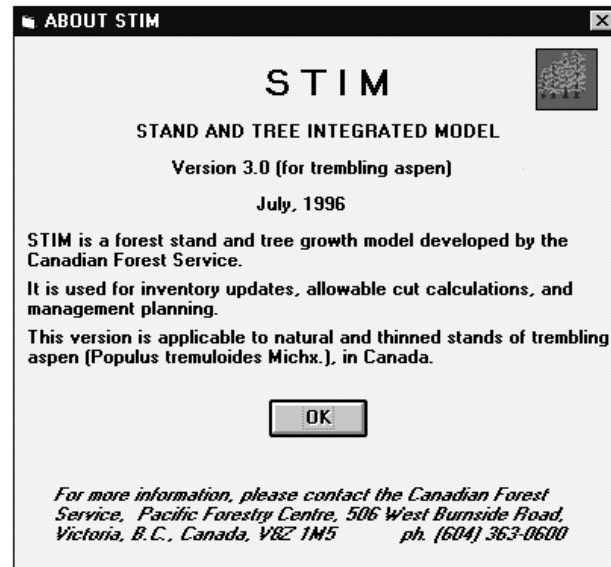 ABOUT STIM
STIM
STAND AND TREE INTEGRATED MODEL
Version 3.0 (for trembling aspen)
July, 1996
STIM is a forest stand and tree growth model developed by the
Canadian Forest Service.
It is used for inventory updates, allowable cut calculations, and
management planning.
This version is applicable to natural and thinned stands of trembling
aspen (Populus tremuloides Michx.), in Canada.
OK
For more information, please contact the Canadian Forest
Service, Pacific Forestry Centre, 506 West Burnside Road,
Victoria, B.C., Canada, V8Z 1M5 ph. (604) 363-0600